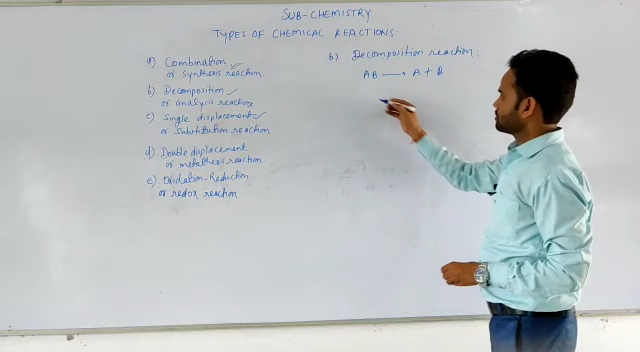 SUB-CHEMISTRY
TYPES OF CHEMICAL REACTIONS.
a) Combination
or Synthesis reaction
b) Decomposition
or analysis reaction
c) Single displacement
or Substitution reaction
d) Double displacement
or metathesis reaction
e) Oxidation-Reduction
or redox reaction
b). Decomposition reaction:
AB ⟶ A + B